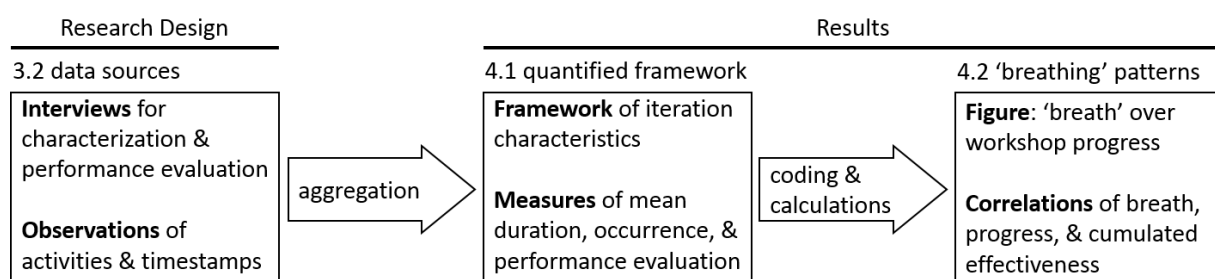 Research Design
Results
3.2 data sources
4.1 quantified framework
4.2 ‘breathing’ patterns
Interviews for
characterization &
performance evaluation
Observations of
activities & timestamps
aggregation
Framework of iteration
characteristics
Measures of mean
duration, occurrence, &
performance evaluation
coding &
calculations
Figure: ‘breath’ over
workshop progress
Correlations of breath,
progress, & cumulated
effectiveness